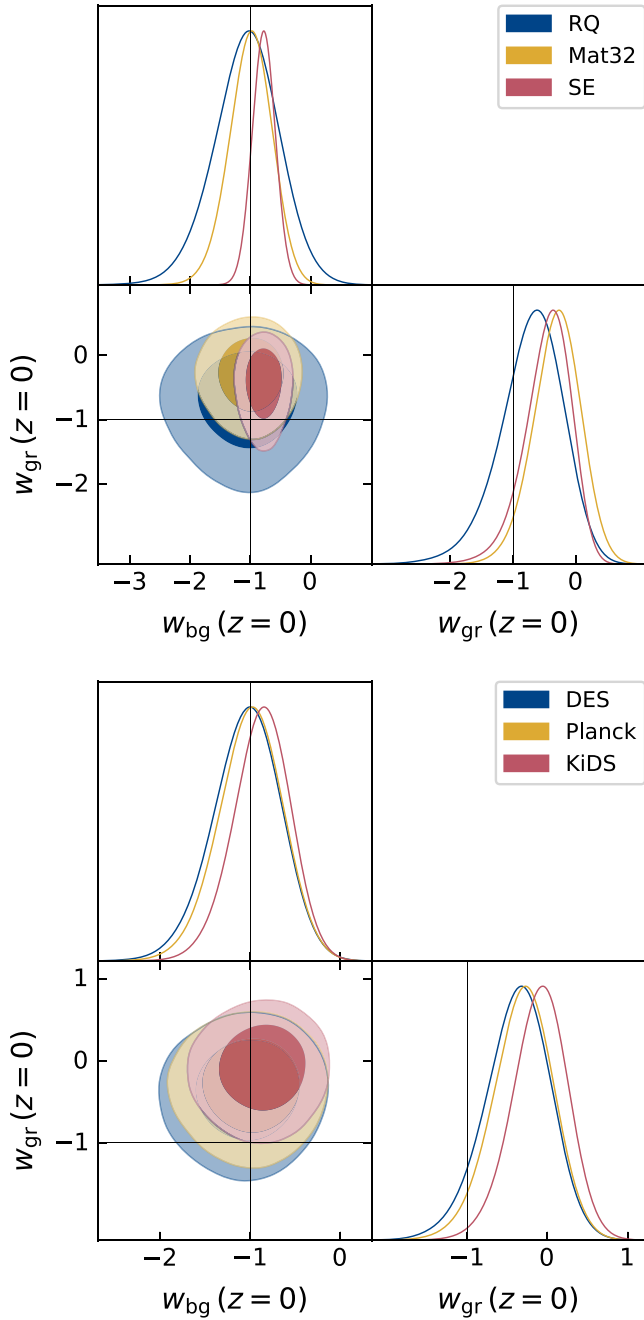 RQ
Mat32
SE
0
−1
−2
w_gr (z = 0)
−3 −2 −1 0
w_bg (z = 0)
−2 −1 0
w_gr (z = 0)
DES
Planck
KiDS
1
0
−1
w_gr (z = 0)
−2 −1 0
w_bg (z = 0)
−1 0 1
w_gr (z = 0)